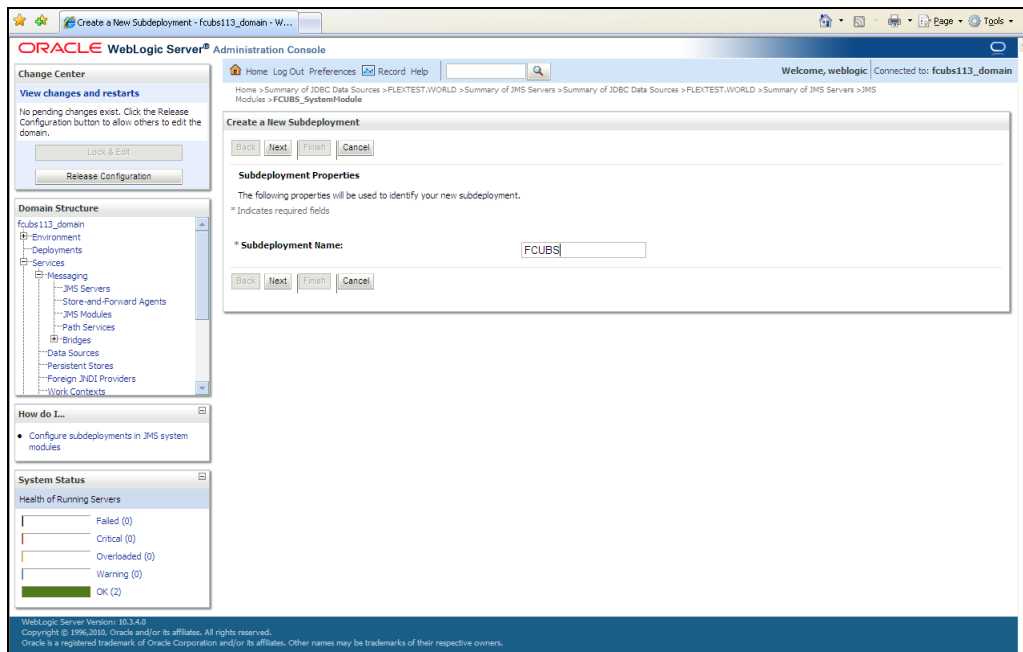 Create a New Subdeployment - fcubs113_domain - W...
Page
Tools
ORACLE WebLogic Server® Administration Console
Change Center
View changes and restarts
No pending changes exist. Click the Release
Configuration button to allow others to edit the
domain.
Lock & Edit
Release Configuration
Domain Structure
fcubs113_domain
Environment
Deployments
Services
Messaging
JMS Servers
Store-and-Forward Agents
JMS Modules
Path Services
Bridges
Data Sources
Persistent Stores
Foreign JNDI Providers
Work Contexts
How do I...
Configure subdeployments in JMS system
modules
System Status
Health of Running Servers
Failed (0)
Critical (0)
Overloaded (0)
Warning (0)
OK (2)
Home Log Out Preferences Record Help
Welcome, weblogic Connected to: fcubs113_domain
Home >Summary of JDBC Data Sources >FLEXTEST.WORLD >Summary of JMS Servers >Summary of JDBC Data Sources >FLEXTEST.WORLD >Summary of JMS Servers >JMS
Modules >FCUBS_SystemModule
Create a New Subdeployment
Back Next Finish Cancel
Subdeployment Properties
The following properties will be used to identify your new subdeployment.
* Indicates required fields
* Subdeployment Name: FCUBS
Back Next Finish Cancel
WebLogic Server Version: 10.3.4.0
Copyright © 1996,2010, Oracle and/or its affiliates. All rights reserved.
Oracle is a registered trademark of Oracle Corporation and/or its affiliates. Other names may be trademarks of their respective owners.